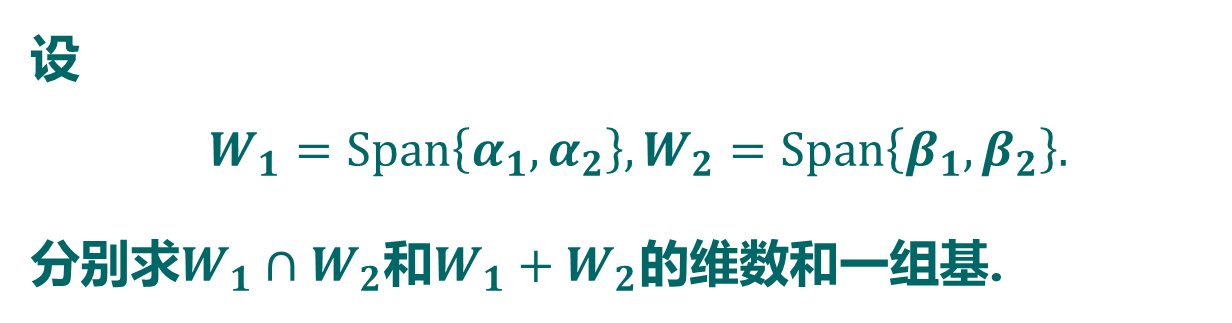 设
W₁ = Span{α₁, α₂}, W₂ = Span{β₁, β₂}.
分别求W₁ ∩ W₂和W₁ + W₂的维数和一组基.